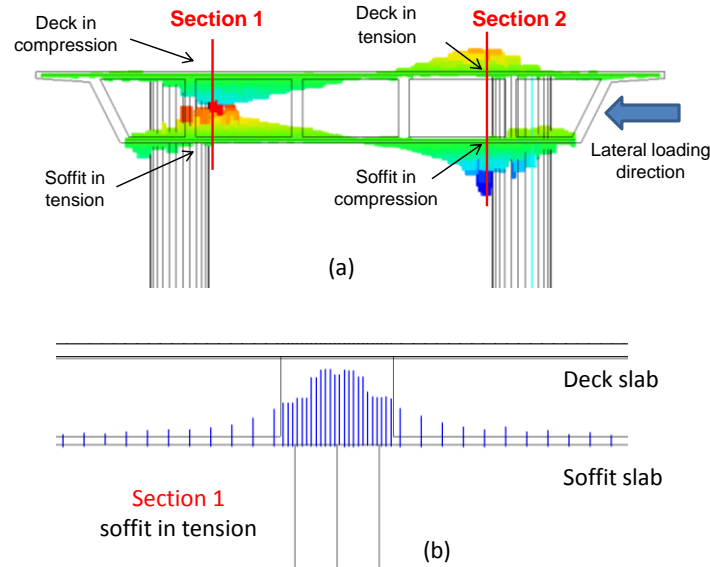 Section 1
Deck in
compression
Deck in
tension
Section 2
Soffit in
tension
Soffit in
compression
Lateral loading
direction
(a)
Deck slab
Soffit slab
Section 1
soffit in tension
(b)